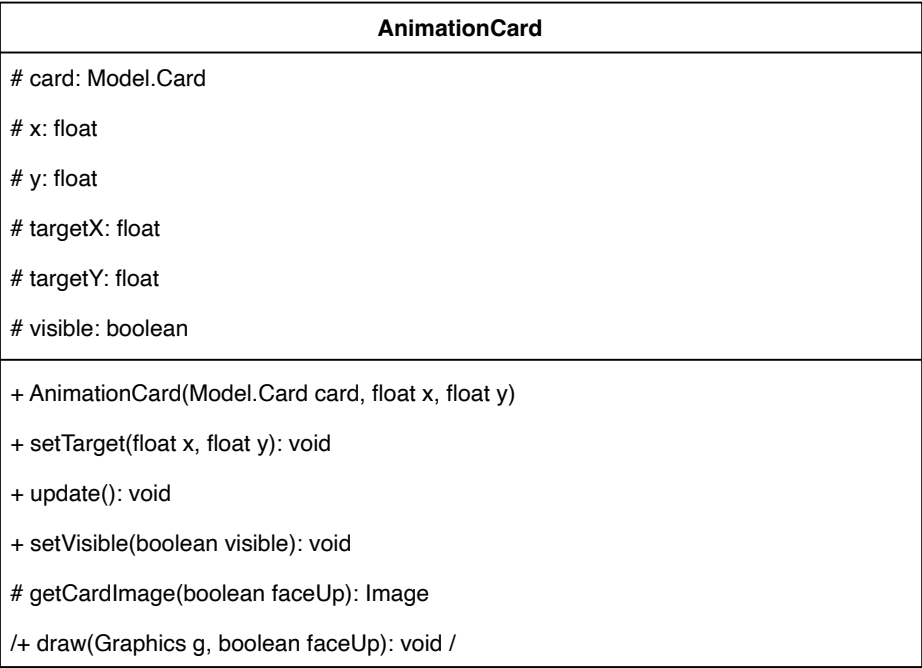 AnimationCard
# card: Model.Card
# x: float
# y: float
# targetX: float
# targetY: float
# visible: boolean
+ AnimationCard(Model.Card card, float x, float y)
+ setTarget(float x, float y): void
+ update(): void
+ setVisible(boolean visible): void
# getCardImage(boolean faceUp): Image
/+ draw(Graphics g, boolean faceUp): void /